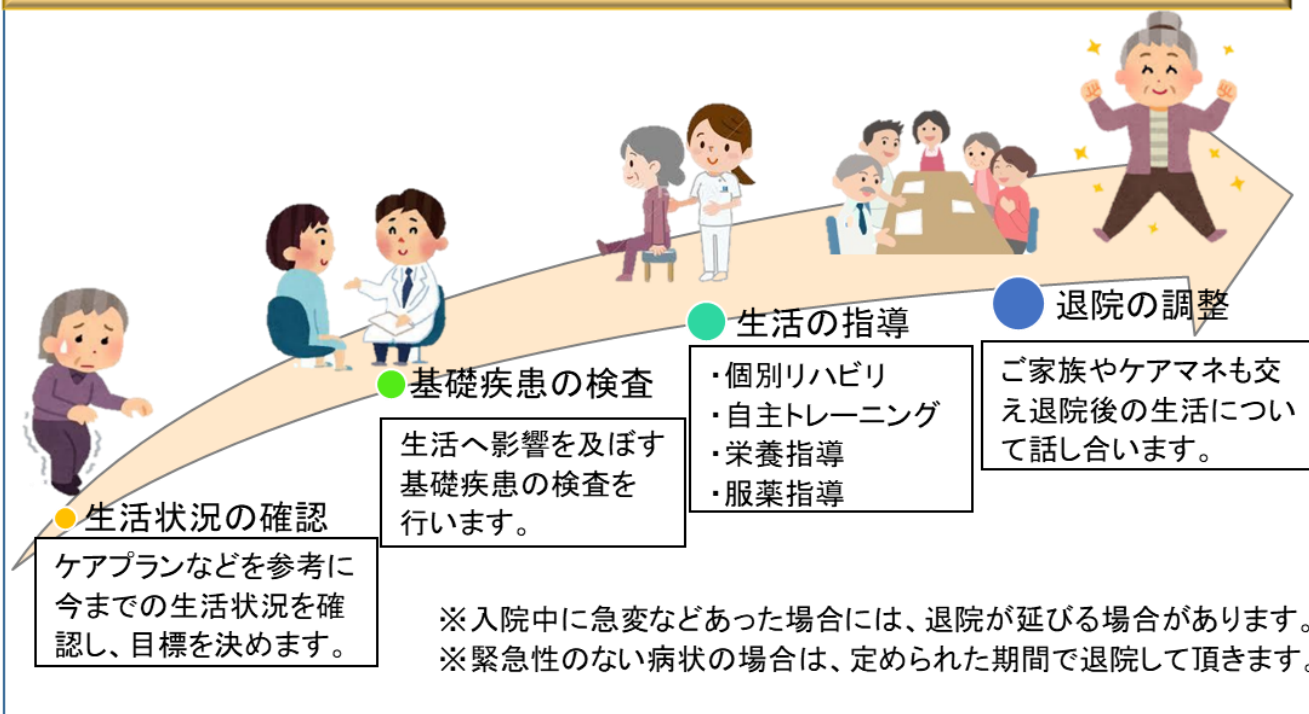 生活状況の確認
ケアプランなどを参考に
今までの生活状況を確
認し、目標を決めます。
基礎疾患の検査
生活へ影響を及ぼす
基礎疾患の検査を
行います。
生活の指導
・個別リハビリ
・自主トレーニング
・栄養指導
・服薬指導
退院の調整
ご家族やケアマネも交
え退院後の生活につい
て話し合います。
※入院中に急変などあった場合には、退院が延びる場合があります。
※緊急性のない病状の場合は、定められた期間で退院して頂きます。